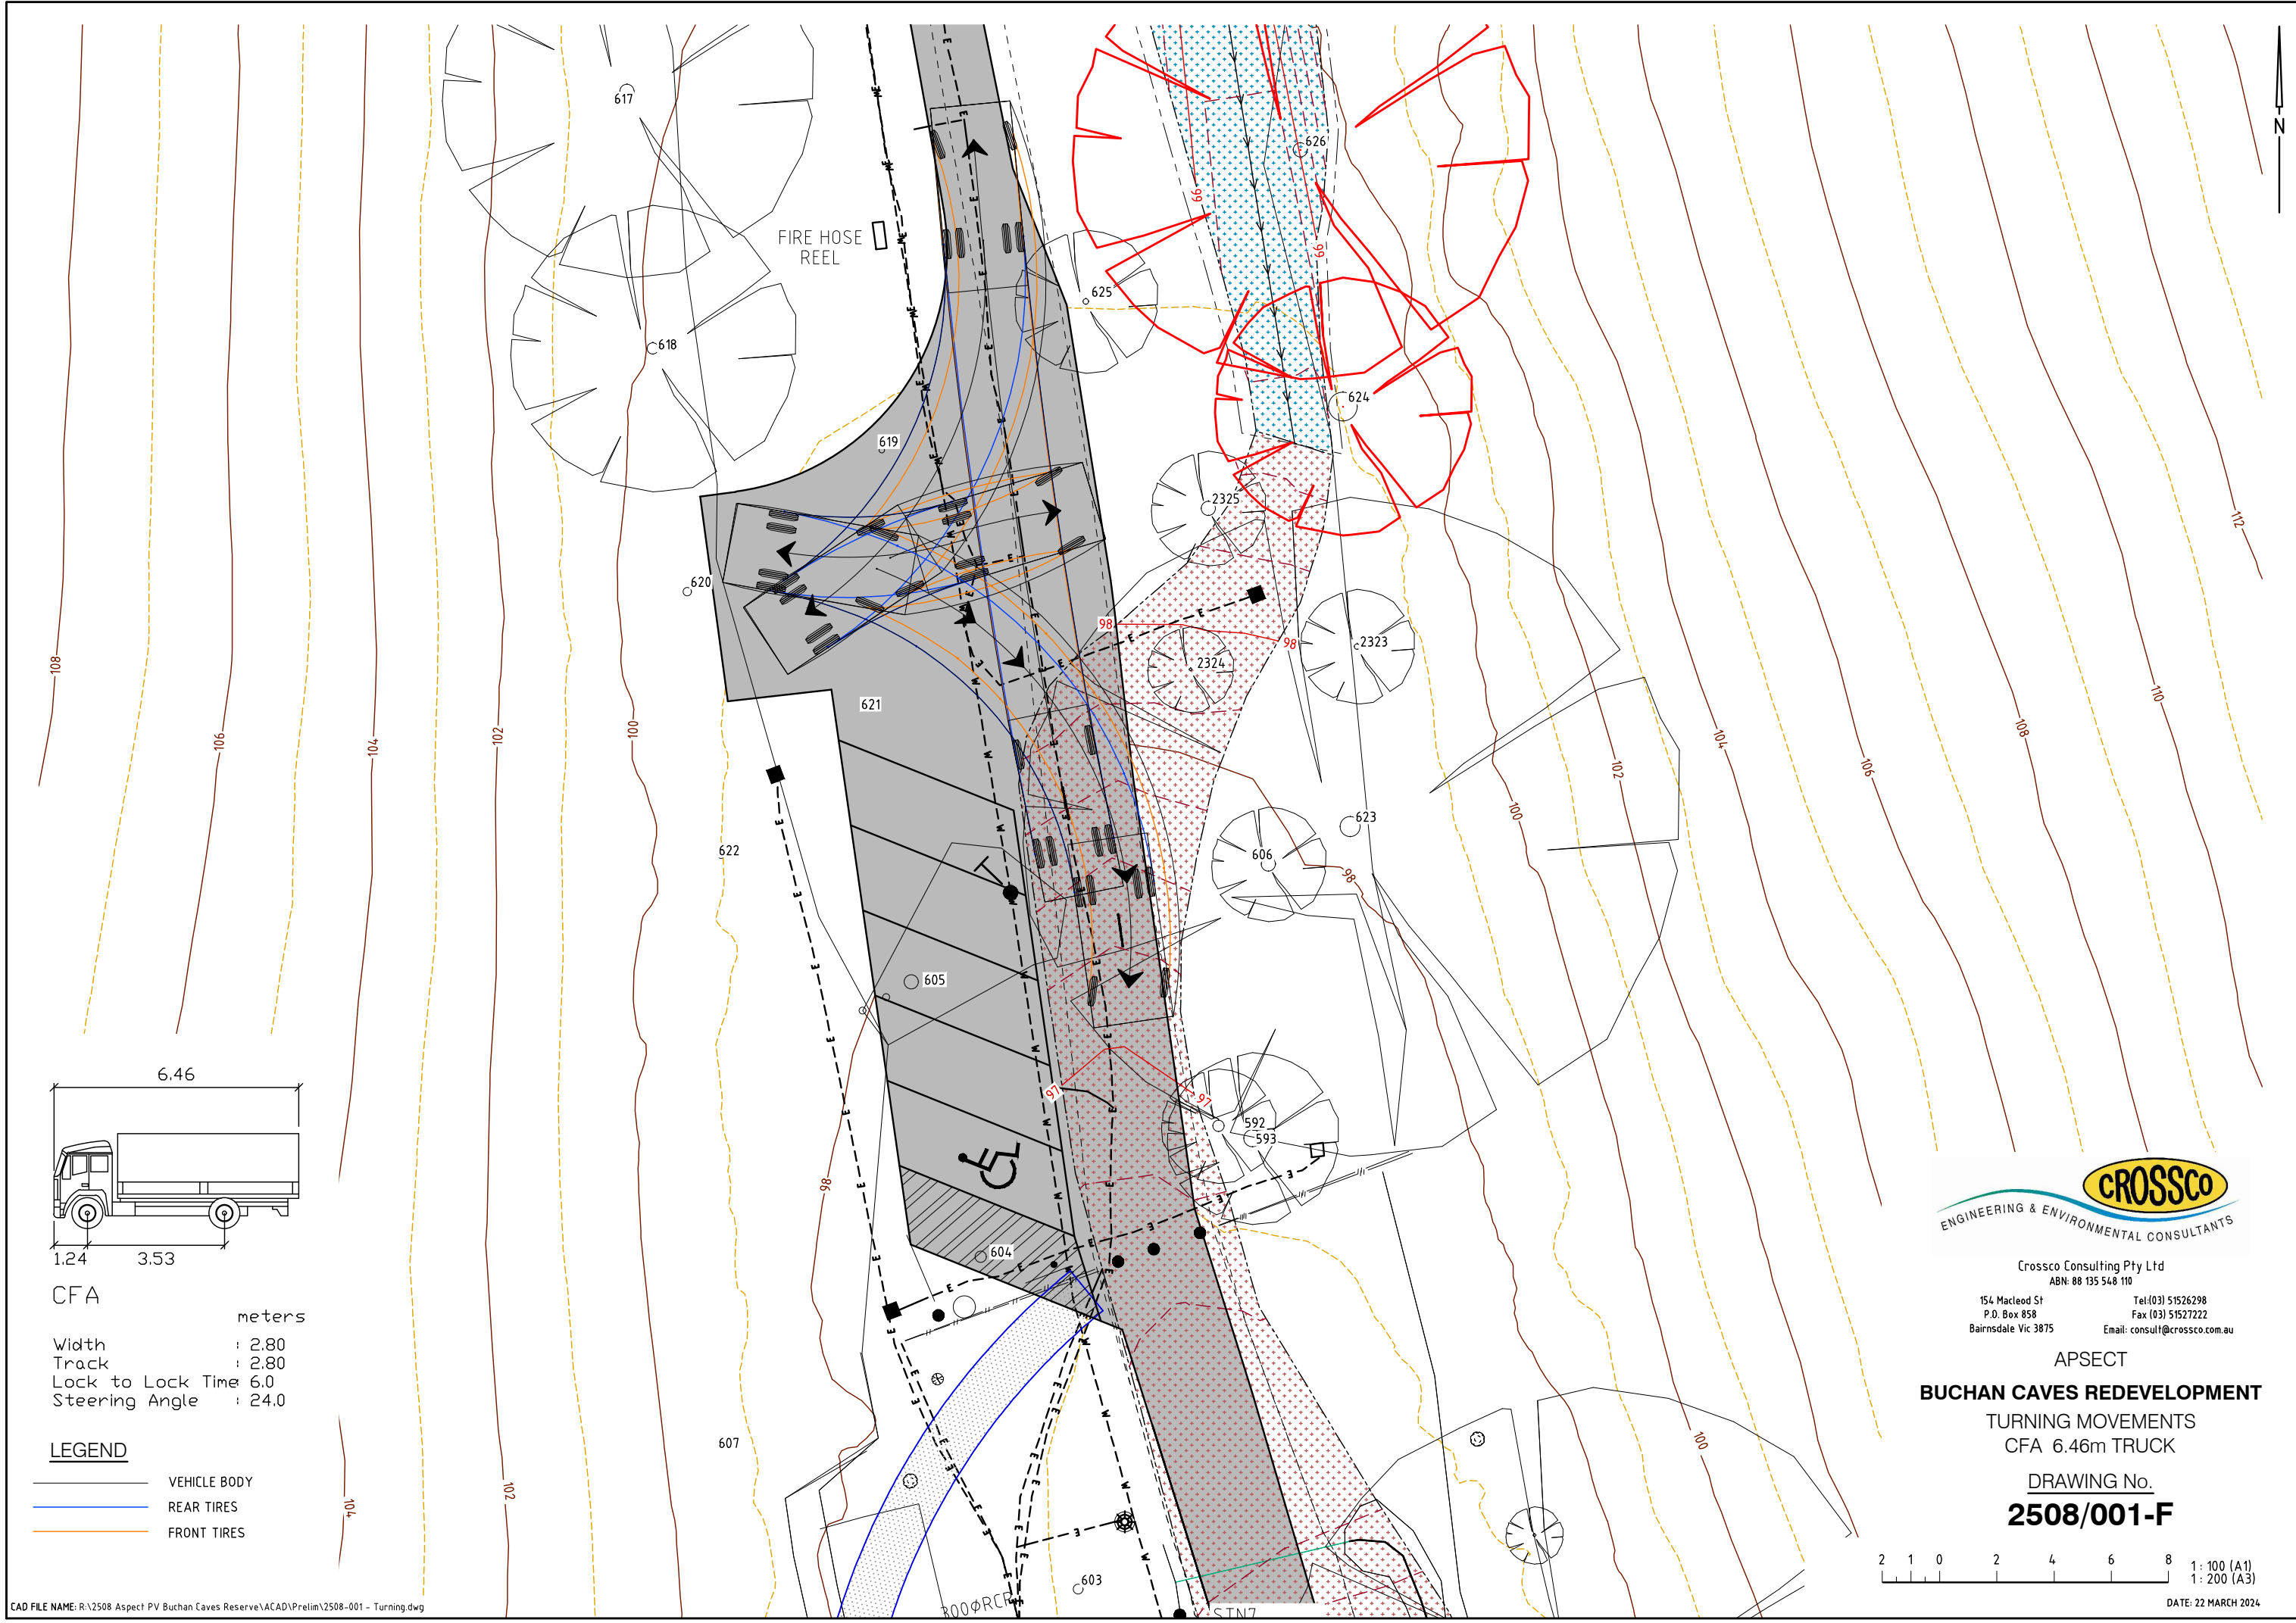 617
626
N
99
FIRE HOSE
REEL
99
625
618
624
619
2325
112
620
98
98
2323
2324
108
106
104
102
100
621
110
108
104
102
106
100
623
622
606
98
605
6.46
97
97
592
593
98
1.24 3.53
604
CFA
meters
Width : 2.80
Track : 2.80
Lock to Lock Time 6.0
Steering Angle : 24.0
607
100
LEGEND
VEHICLE BODY
REAR TIRES
FRONT TIRES
104
102
603
300ØRCP
STN7
CAD FILE NAME: R:\2508 Aspect PV Buchan Caves Reserve\ACAD\Prelim\2508-001 - Turning.dwg
CROSSCO
ENGINEERING & ENVIRONMENTAL CONSULTANTS
Crossco Consulting Pty Ltd
ABN: 88 135 548 110
154 Macleod St Tel:(03) 51526298
P.O. Box 858 Fax (03) 51527222
Bairnsdale Vic 3875 Email: consult@crossco.com.au
APSECT
BUCHAN CAVES REDEVELOPMENT
TURNING MOVEMENTS
CFA 6.46m TRUCK
DRAWING No.
2508/001-F
2 1 0 2 4 6 8
1 : 100 (A1)
1 : 200 (A3)
DATE: 22 MARCH 2024